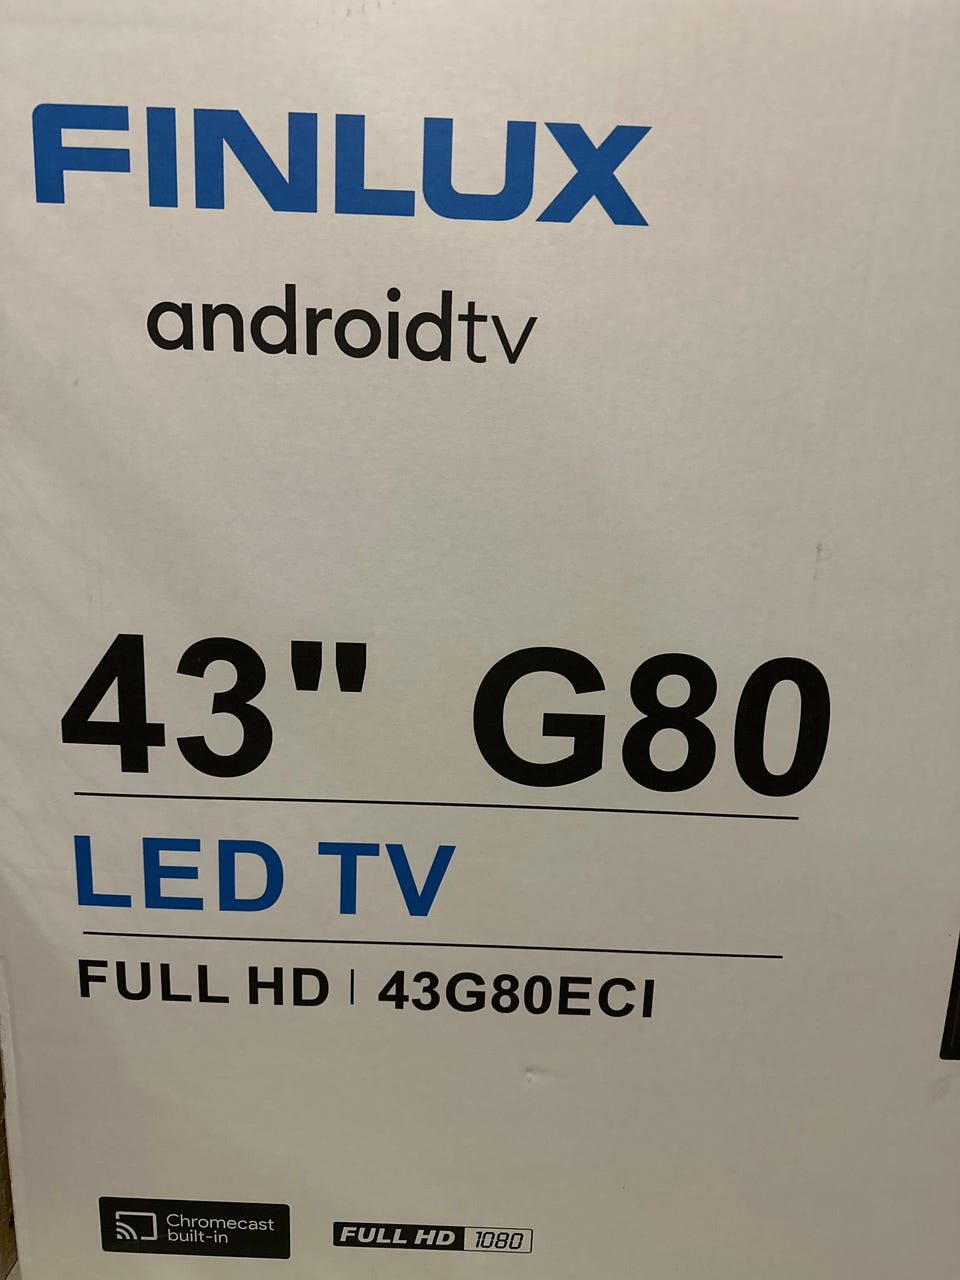 FINLUX
androidtv
43" G80
LED TV
FULL HD | 43G80ECI
Chromecast
built-in
FULL HD 1080